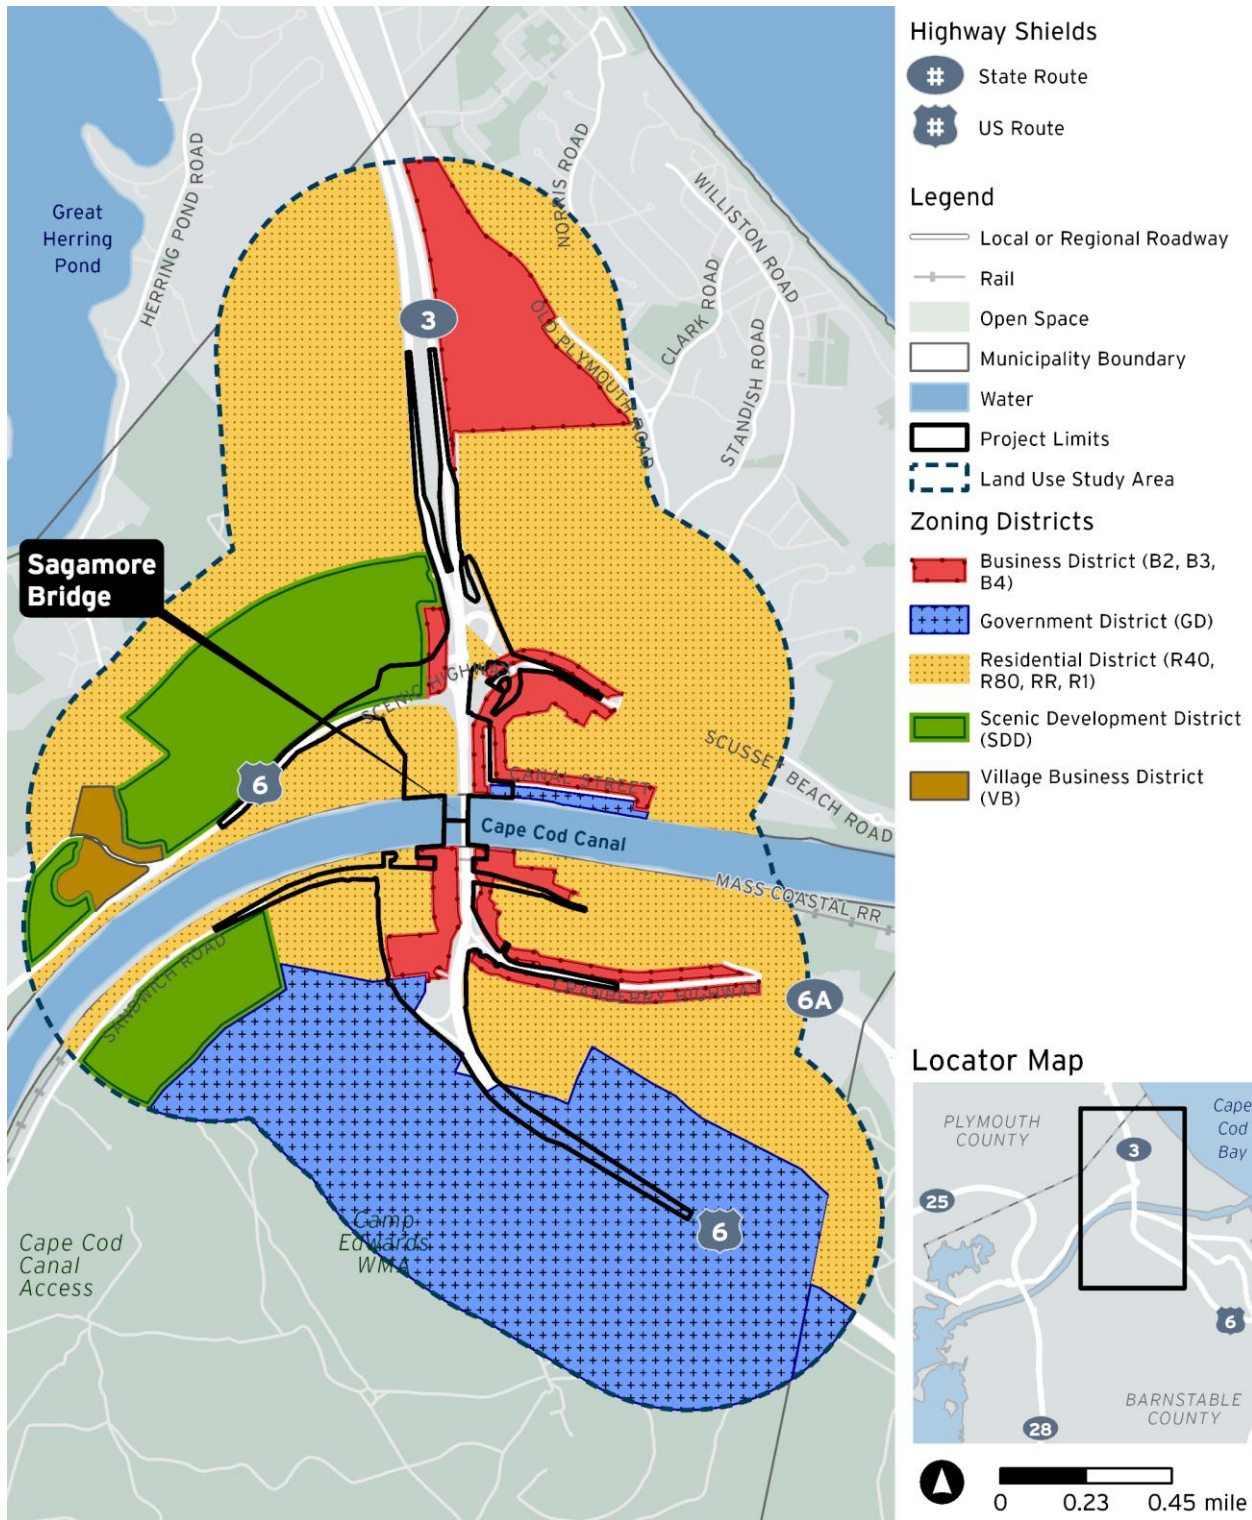 Great
Herring
Pond
HERRING POND ROAD
NORRIS ROAD
WILLISTON ROAD
CLARK ROAD
OLD PLYMOUTH ROAD
STANDISH ROAD
3
Sagamore
Bridge
SCENIC HIGHWAY
6
SCUSSET BEACH ROAD
CANAL STREET
Cape Cod Canal
MASS COASTAL RR
SANDWICH ROAD
CRANBERRY HIGHWAY
6A
6
Camp
Edwards
WMA
Cape Cod
Canal
Access
Highway Shields
# State Route
# US Route
Legend
Local or Regional Roadway
Rail
Open Space
Municipality Boundary
Water
Project Limits
Land Use Study Area
Zoning Districts
Business District (B2, B3,
B4)
Government District (GD)
Residential District (R40,
R80, RR, R1)
Scenic Development District
(SDD)
Village Business District
(VB)
Locator Map
PLYMOUTH
COUNTY
Cape
Cod
Bay
3
25
6
BARNSTABLE
COUNTY
28
0 0.23 0.45 mile